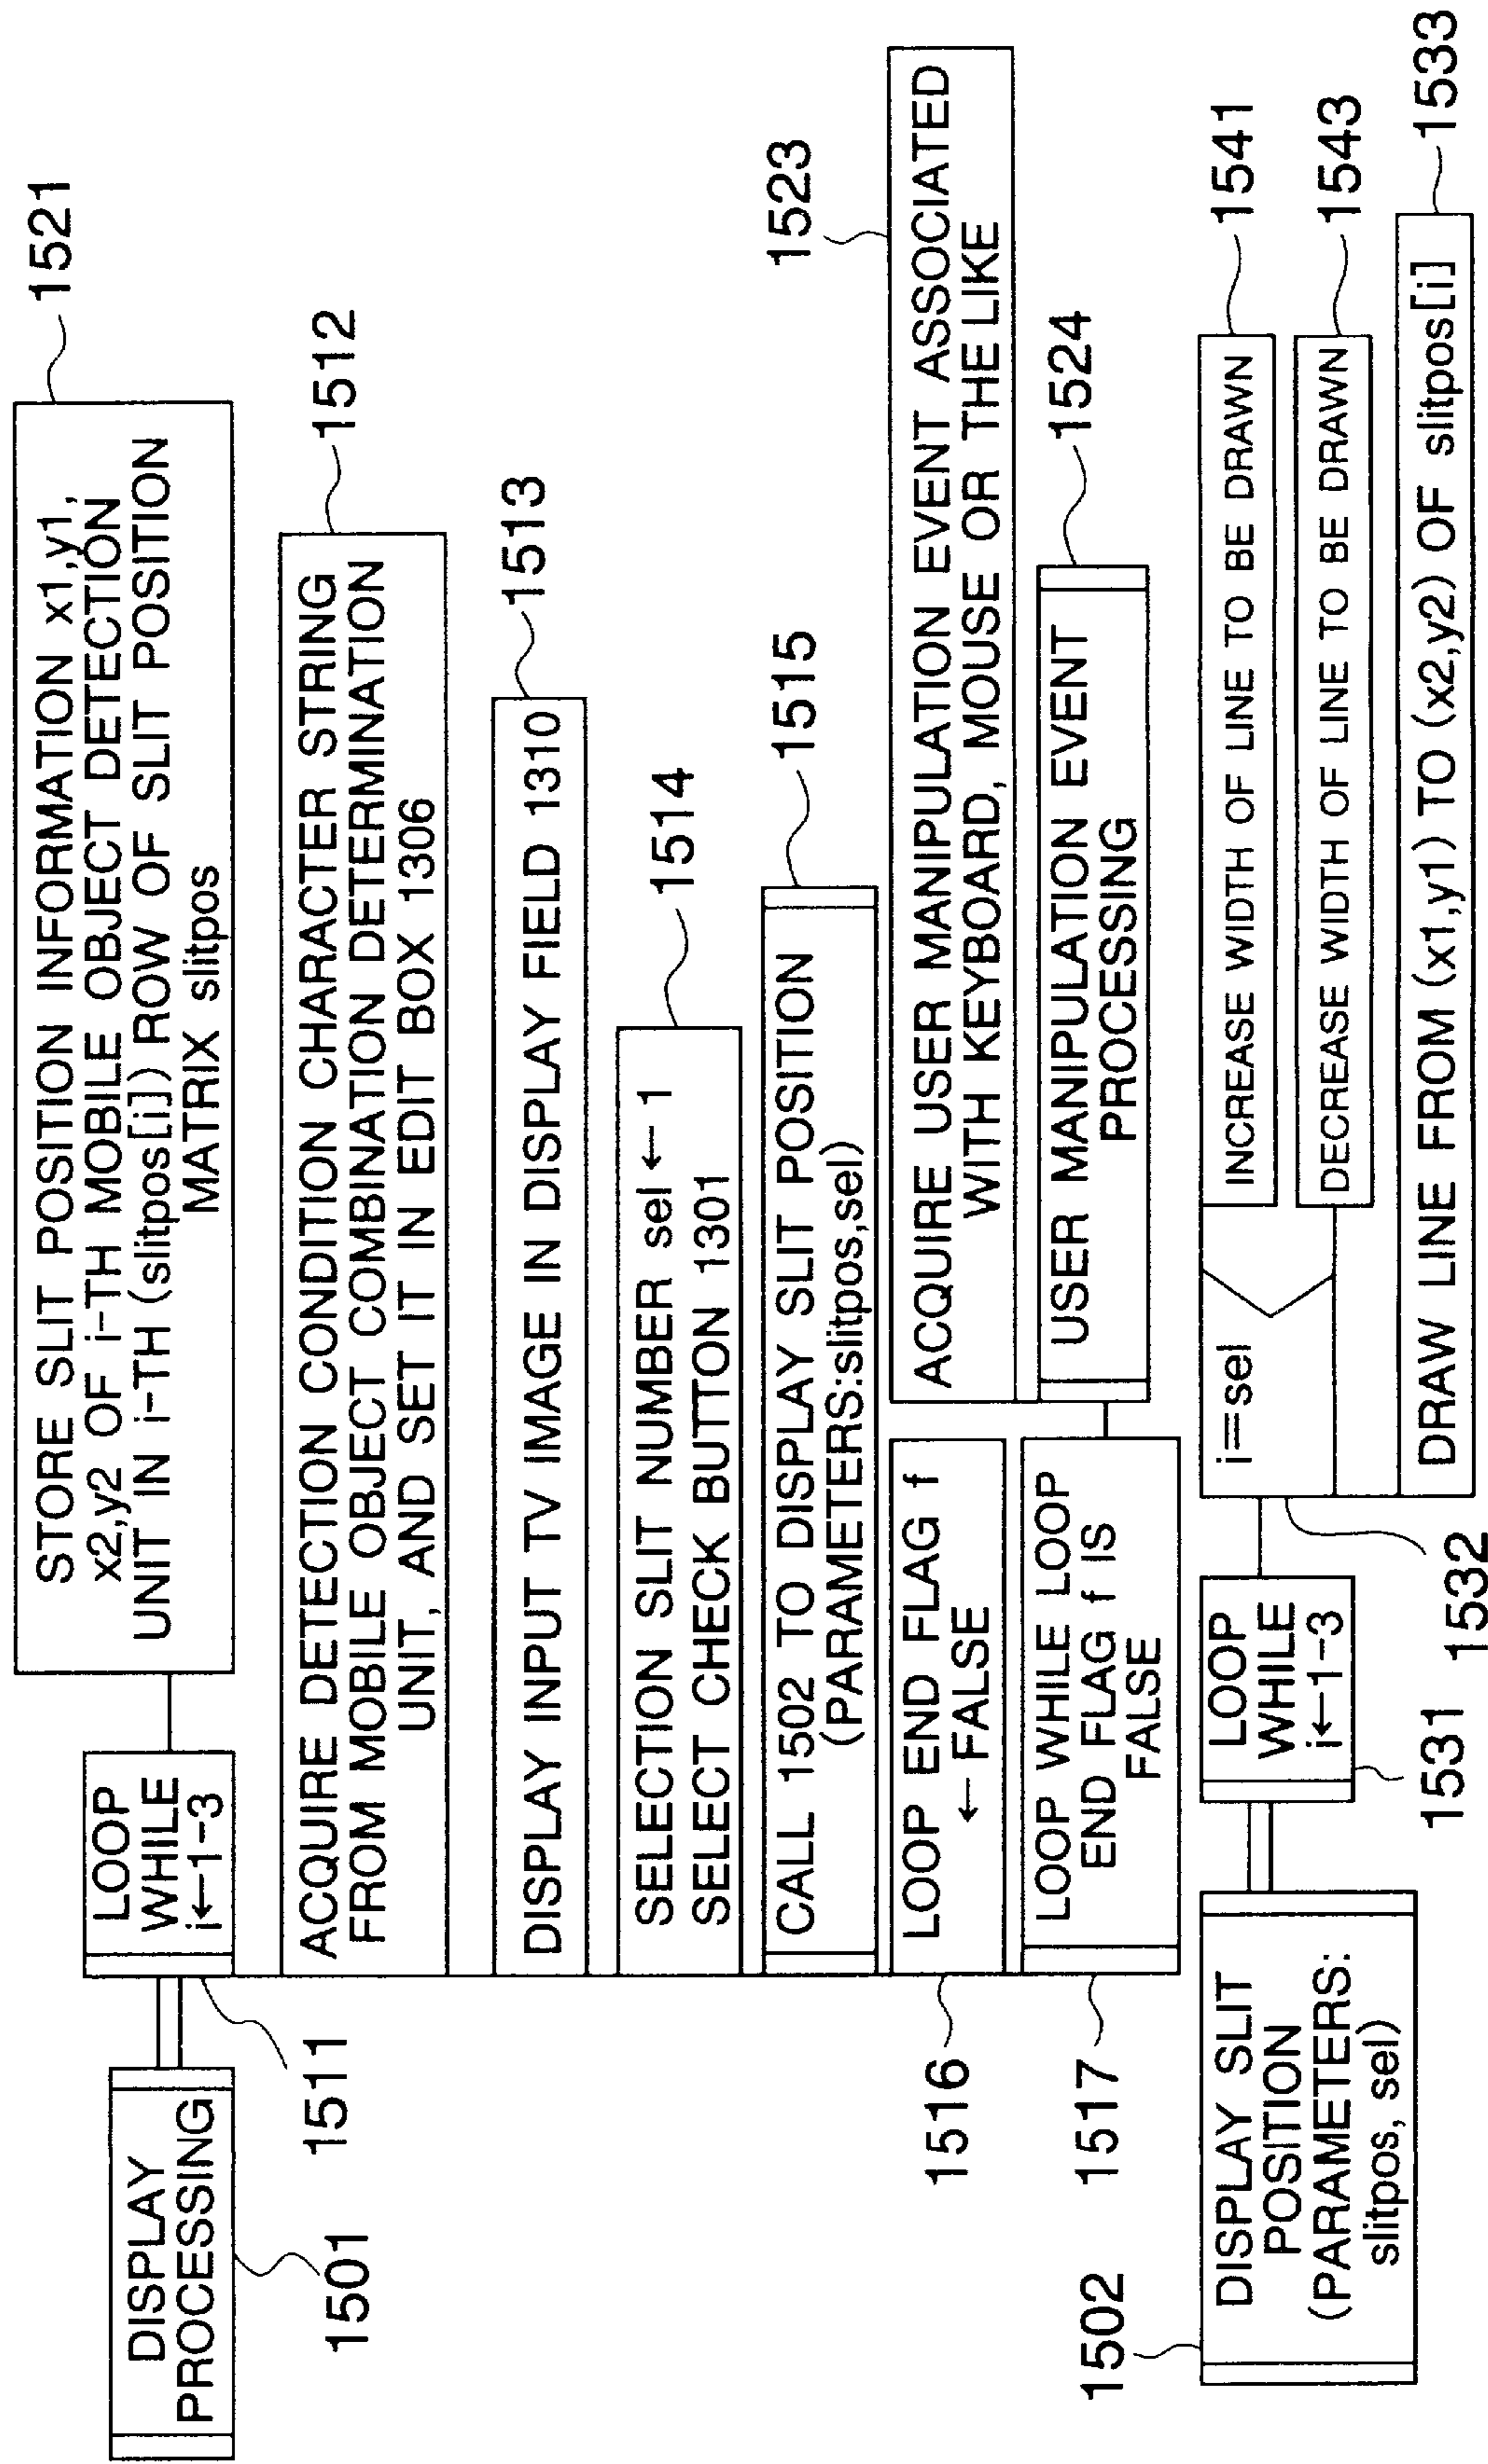 DISPLAY
PROCESSING
1501
LOOP
WHILE
i←1-3
1511
STORE SLIT POSITION INFORMATION x1,y1,
x2,y2 OF i-TH MOBILE OBJECT DETECTION
UNIT IN i-TH (slitpos[i]) ROW OF SLIT POSITION
MATRIX slitpos
1521
ACQUIRE DETECTION CONDITION CHARACTER STRING
FROM MOBILE OBJECT COMBINATION DETERMINATION
UNIT, AND SET IT IN EDIT BOX 1306
1512
DISPLAY INPUT TV IMAGE IN DISPLAY FIELD 1310
1513
SELECTION SLIT NUMBER sel ← 1
SELECT CHECK BUTTON 1301
1514
CALL 1502 TO DISPLAY SLIT POSITION
(PARAMETERS:slitpos,sel)
1515
LOOP END FLAG f
← FALSE
1516
LOOP WHILE LOOP
END FLAG f IS
FALSE
1517
ACQUIRE USER MANIPULATION EVENT ASSOCIATED
WITH KEYBOARD, MOUSE OR THE LIKE
1523
USER MANIPULATION EVENT
PROCESSING
1524
DISPLAY SLIT
POSITION
(PARAMETERS:
slitpos, sel)
1502
LOOP
WHILE
i←1-3
1531
i=sel
1532
INCREASE WIDTH OF LINE TO BE DRAWN
1541
DECREASE WIDTH OF LINE TO BE DRAWN
1543
DRAW LINE FROM (x1,y1) TO (x2,y2) OF slitpos[i]
1533